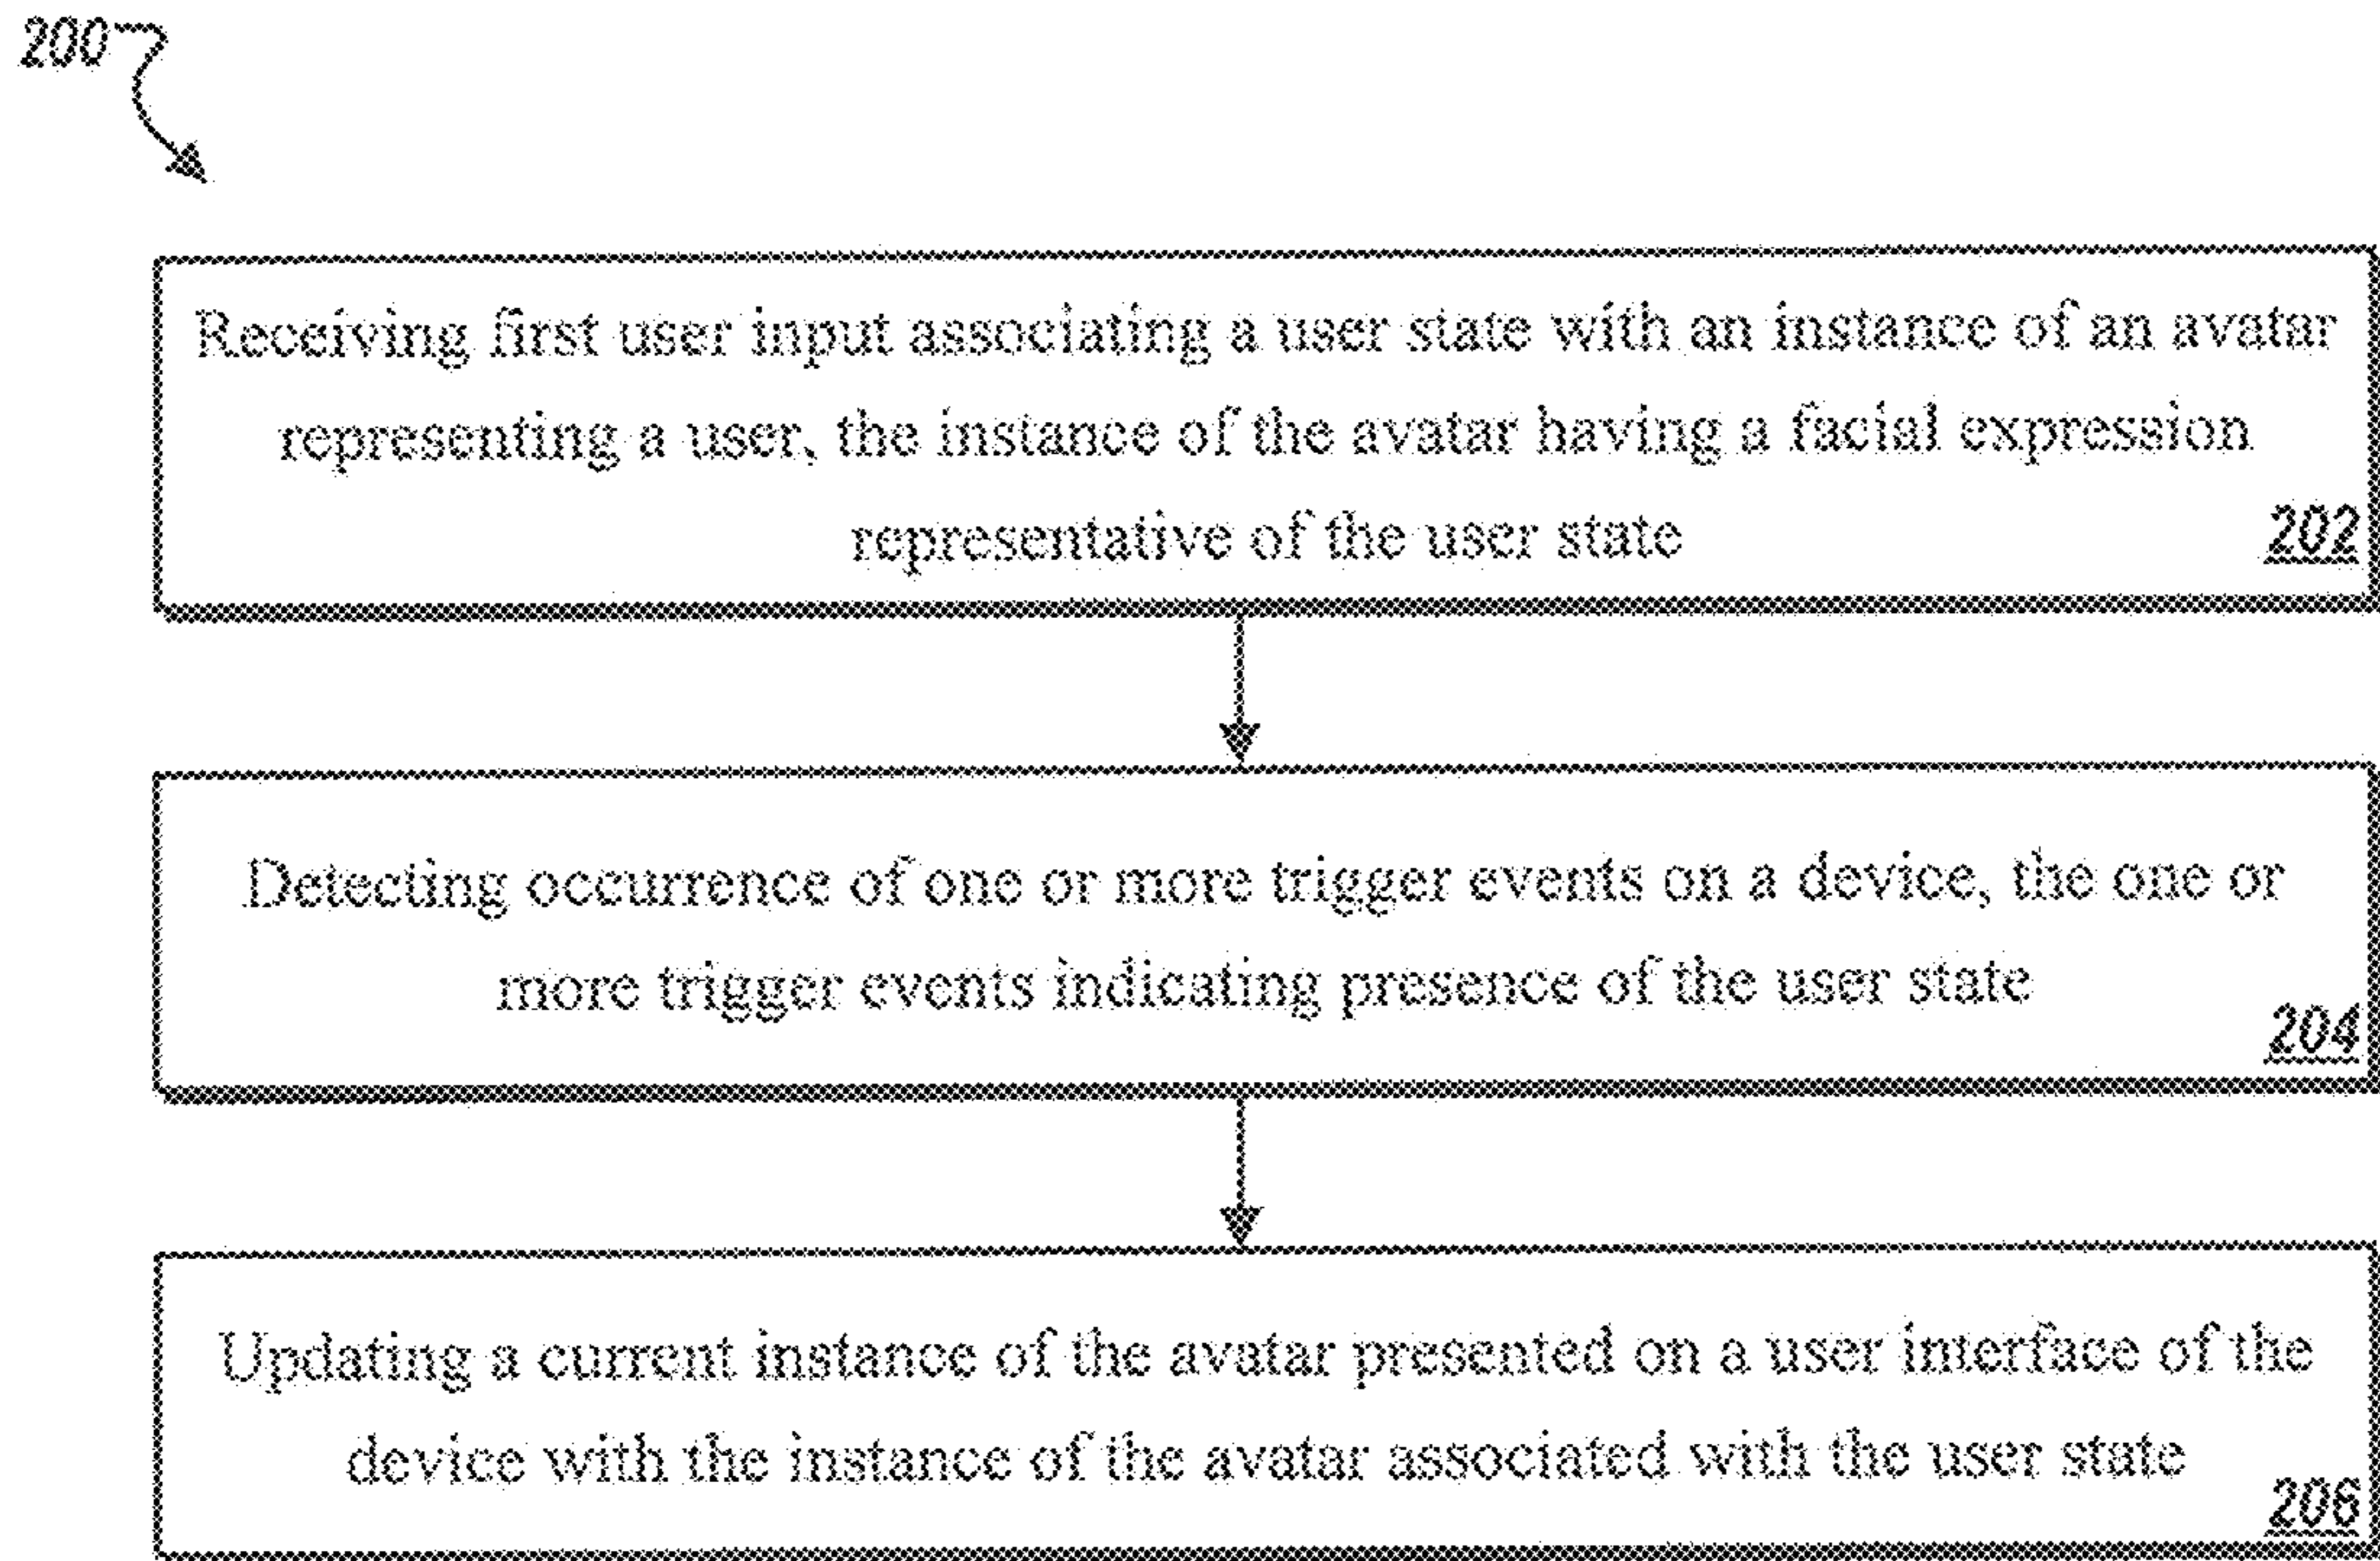 200
Receiving first user input associating a user state with an instance of an avatar
representing a user, the instance of the avatar having a facial expression
representative of the user state
202
Detecting occurrence of one or more trigger events on a device, the one or
more trigger events indicating presence of the user state
204
Updating a current instance of the avatar presented on a user interface of the
device with the instance of the avatar associated with the user state
206